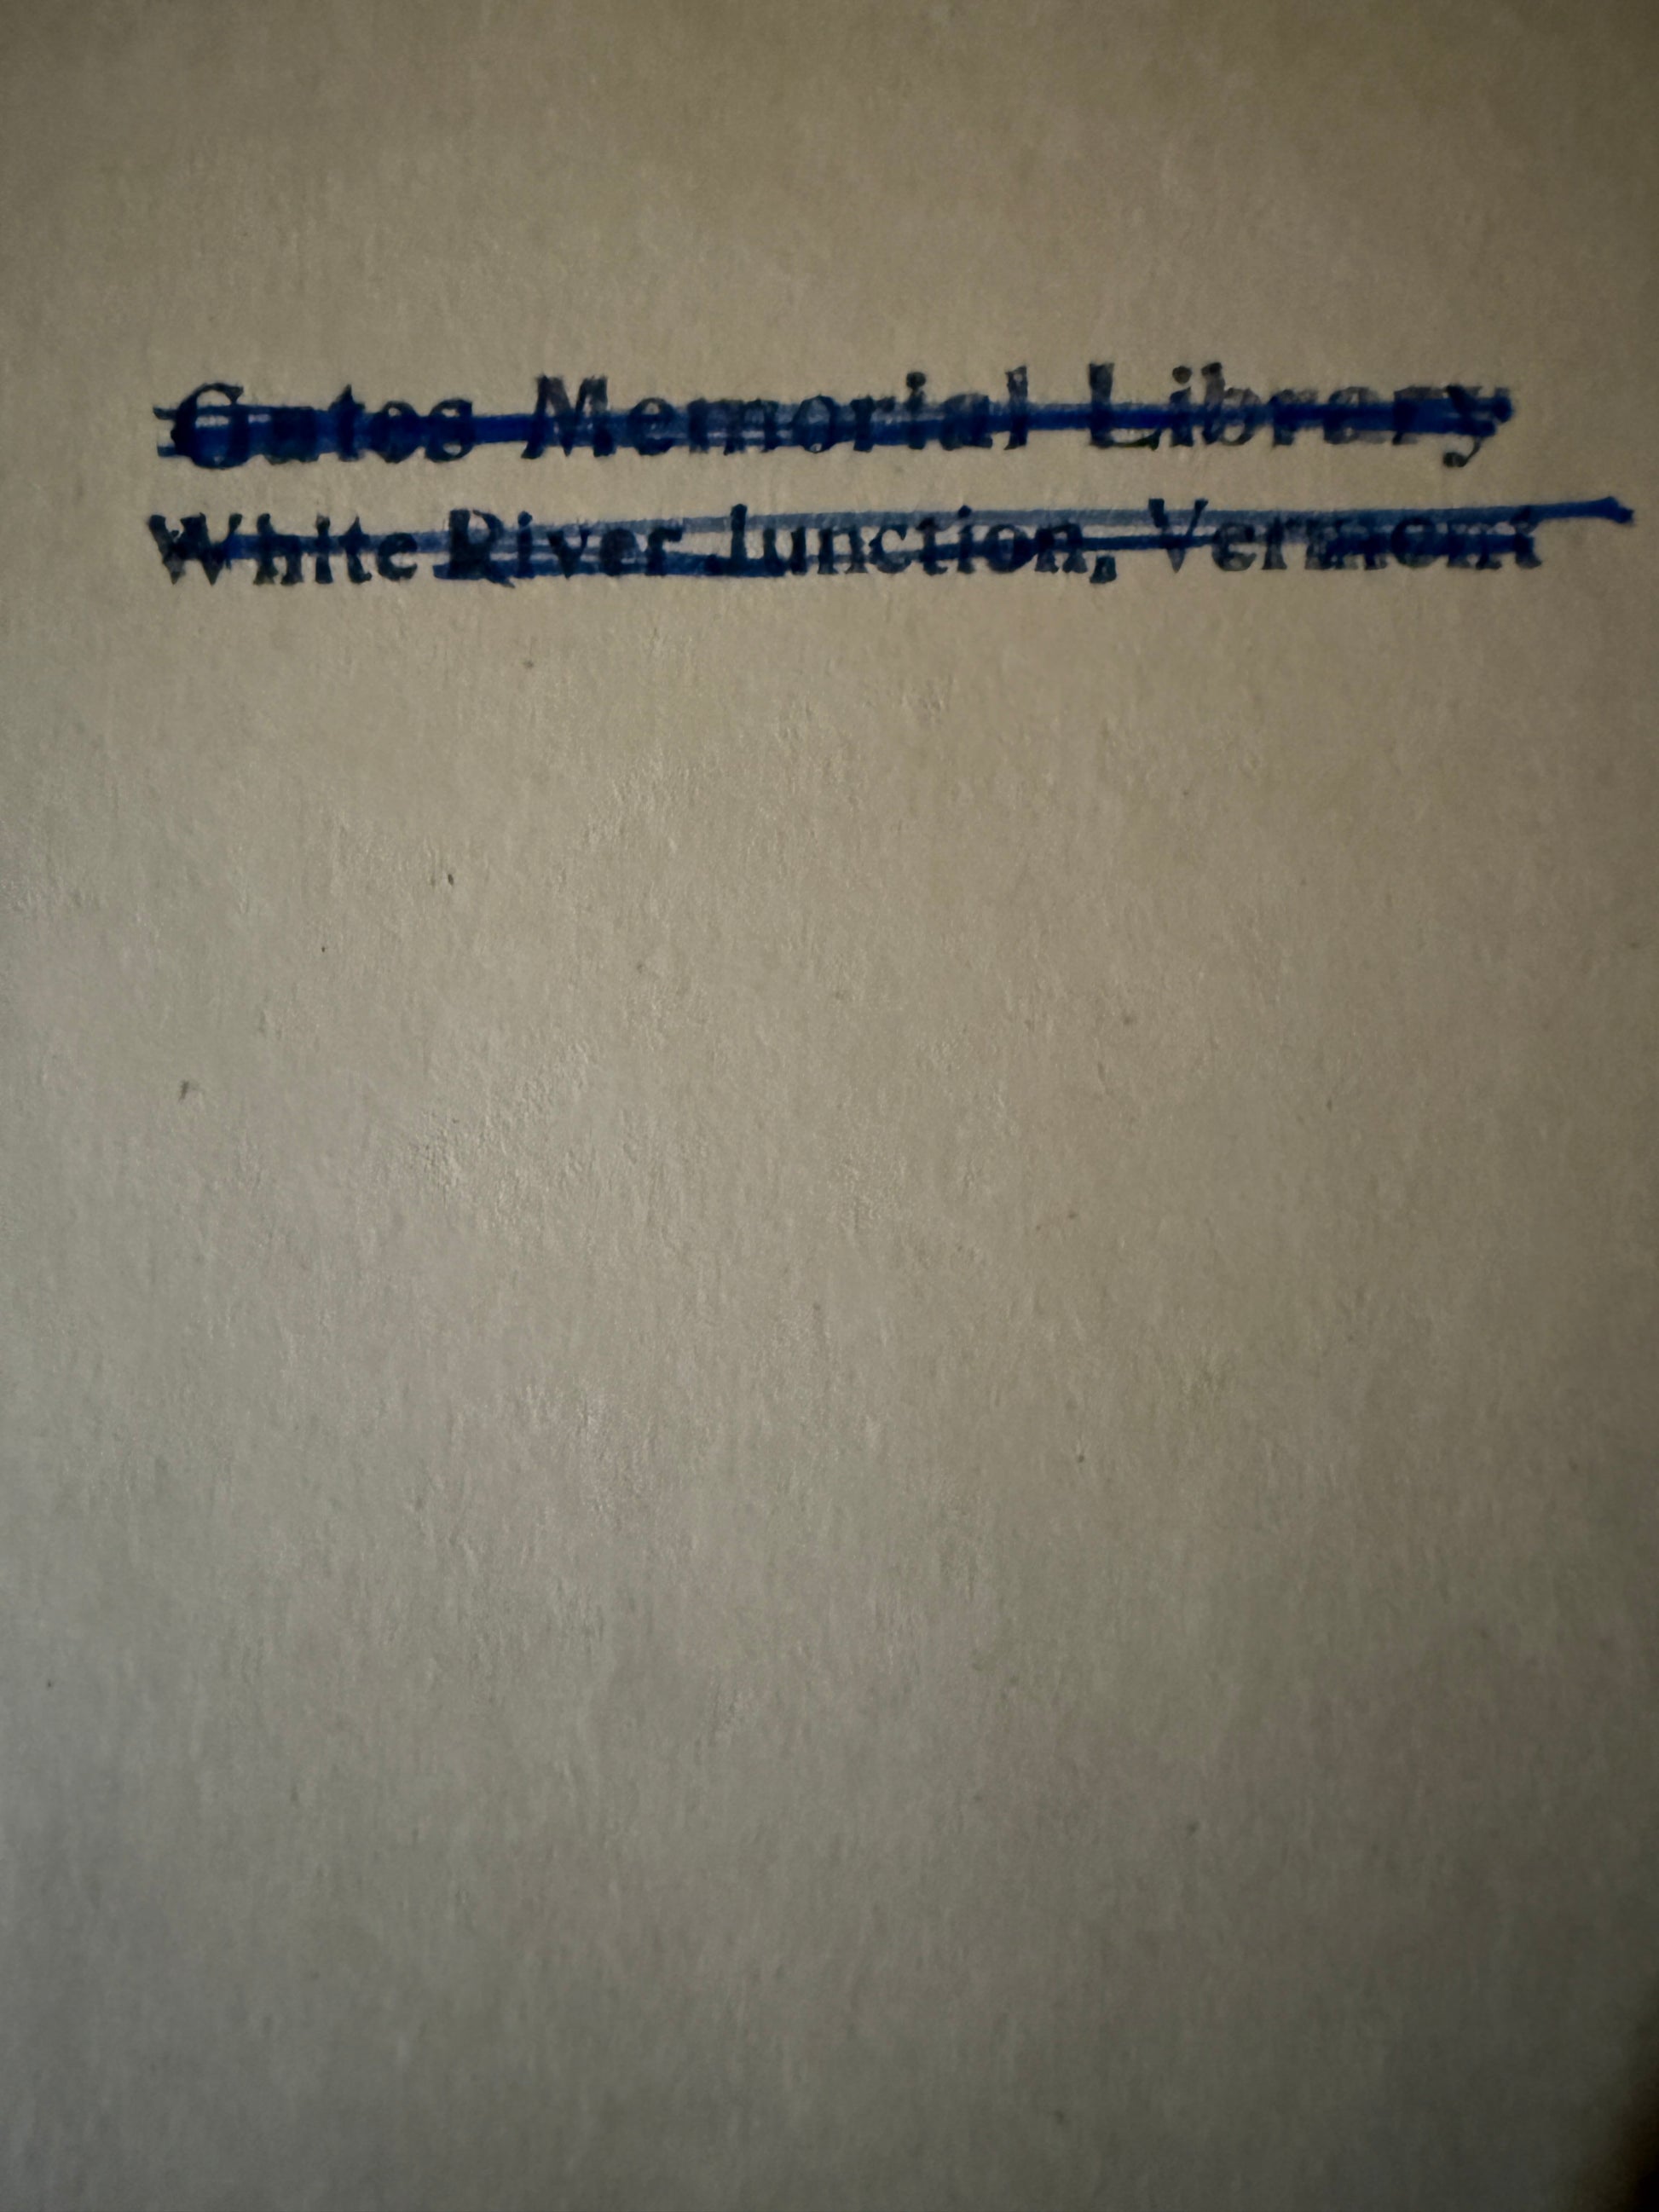 Gates Memorial Library
White River Junction, Vermont